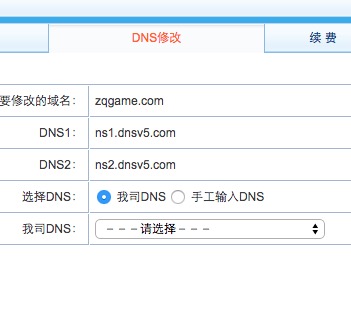 DNS修改
续 费
要修改的域名: zqgame.com
DNS1: ns1.dnsv5.com
DNS2: ns2.dnsv5.com
选择DNS: 我司DNS 手工输入DNS
我司DNS: - - - 请选择 - - -